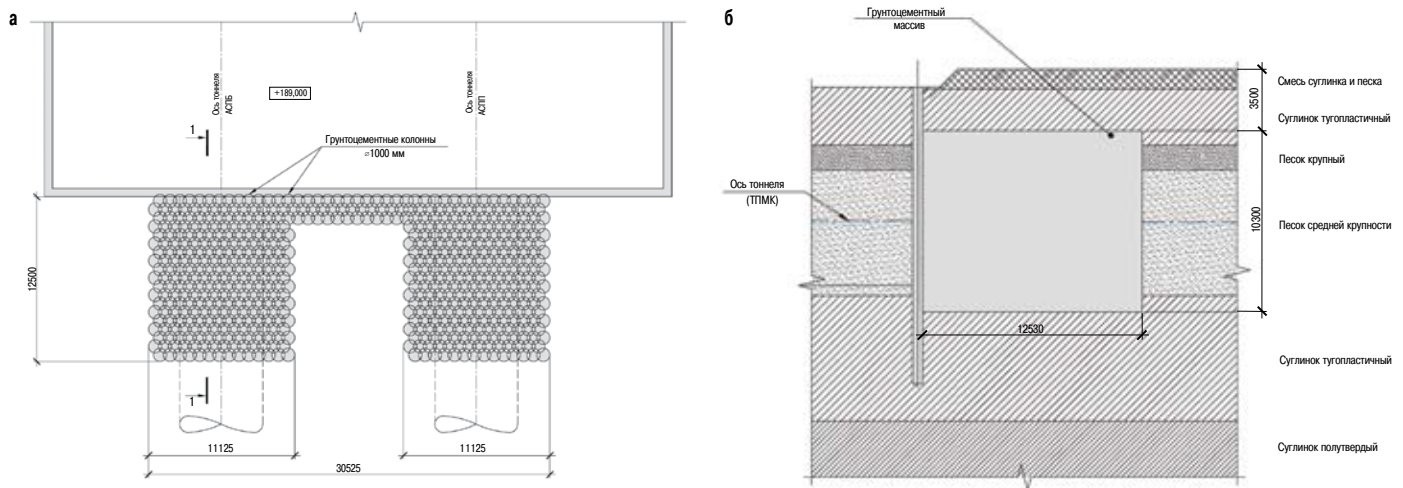 а
Ось тоннеля
АСПБ
+189,000
Ось тоннеля
АСПП
1
Грунтоцементные колонны
⌀1000 мм
12500
1
11125
11125
30525
б
Грунтоцементный
массив
Смесь суглинка и песка
3500
Суглинок тугопластичный
Песок крупный
Ось тоннеля
(ТПМК)
10300
Песок средней крупности
12530
Суглинок тугопластичный
Суглинок полутвердый